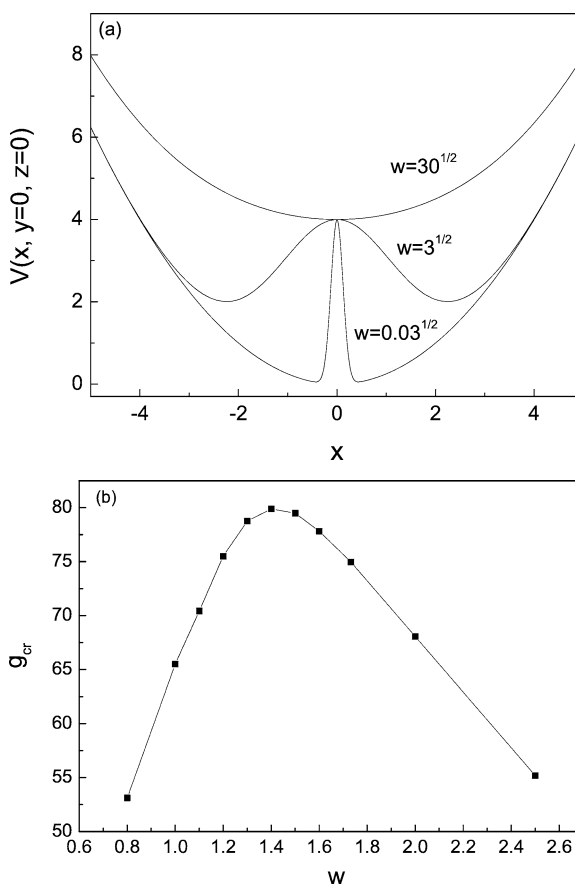 (a)
8
6
4
2
0
V(x, y=0, z=0)
w=30^1/2
w=3^1/2
w=0.03^1/2
-4 -2 0 2 4
x
(b)
80
75
70
65
60
55
50
g_cr
0.6 0.8 1.0 1.2 1.4 1.6 1.8 2.0 2.2 2.4 2.6
w